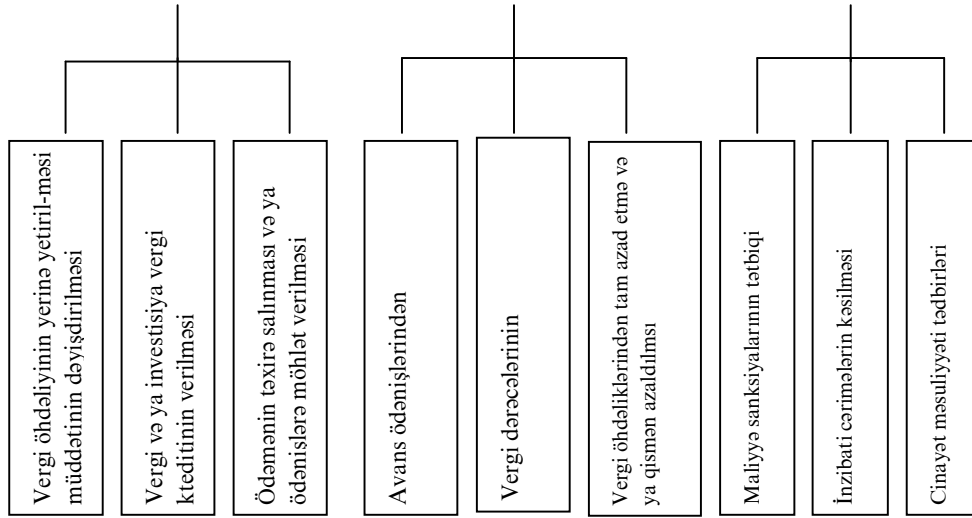 Vergi öhdəliyinin yerinə yetiril-məsi
müddətinin dəyişdirilməsi
Vergi və ya investisiya vergi
kteditinin verilməsi
Ödəmənin təxirə salınması və ya
ödənişlərə möhlət verilməsi
Avans ödənişlərindən
Vergi dərəcələrinin
Vergi öhdəliklərindən tam azad etmə və
ya qismən azaldılmsı
Maliyyə sanksiyalarının tətbiqi
İnzibati cərimələrin kəsilməsi
Cinayət məsuliyyəti tədbirləri